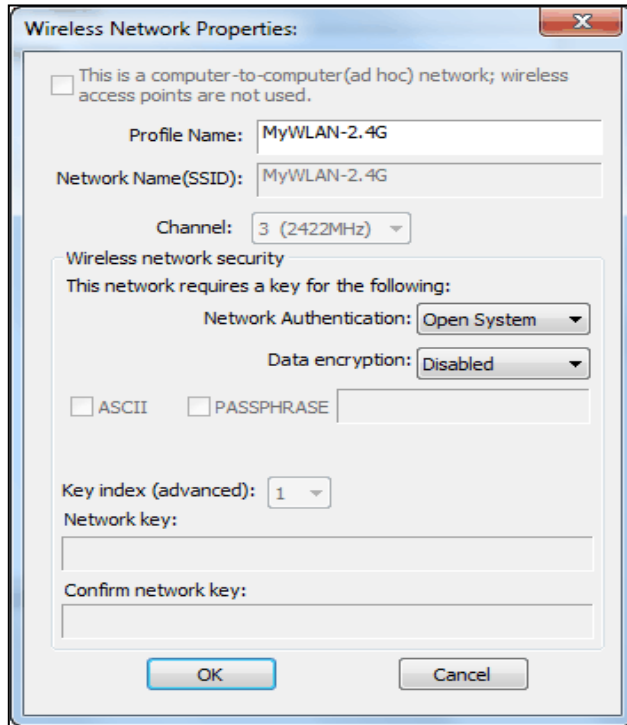 Wireless Network Properties:
This is a computer-to-computer(ad hoc) network; wireless
access points are not used.
Profile Name: MyWLAN-2.4G
Network Name(SSID): MyWLAN-2.4G
Channel: 3 (2422MHz)
Wireless network security
This network requires a key for the following:
Network Authentication: Open System
Data encryption: Disabled
ASCII PASSPHRASE
Key index (advanced): 1
Network key:
Confirm network key:
OK Cancel